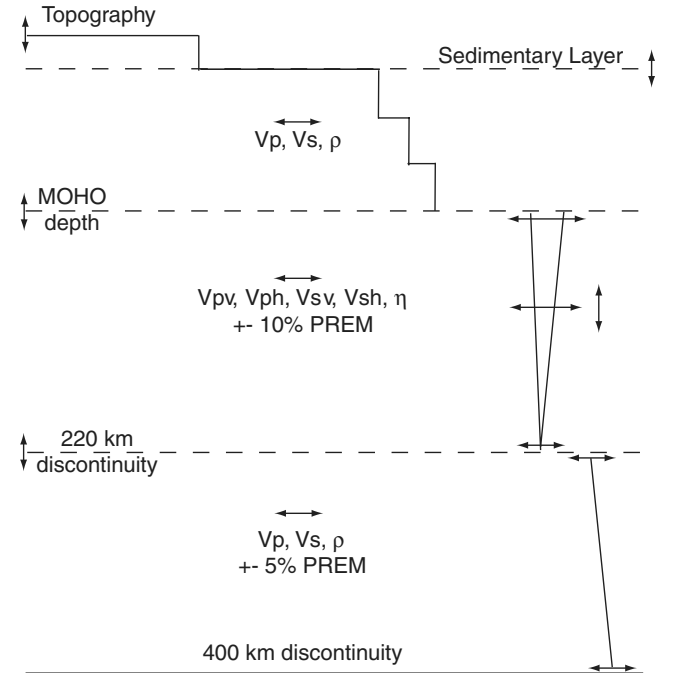 Topography
Sedimentary Layer
Vp, Vs, ρ
MOHO
depth
Vpv, Vph, Vsv, Vsh, η
+- 10% PREM
220 km
discontinuity
Vp, Vs, ρ
+- 5% PREM
400 km discontinuity